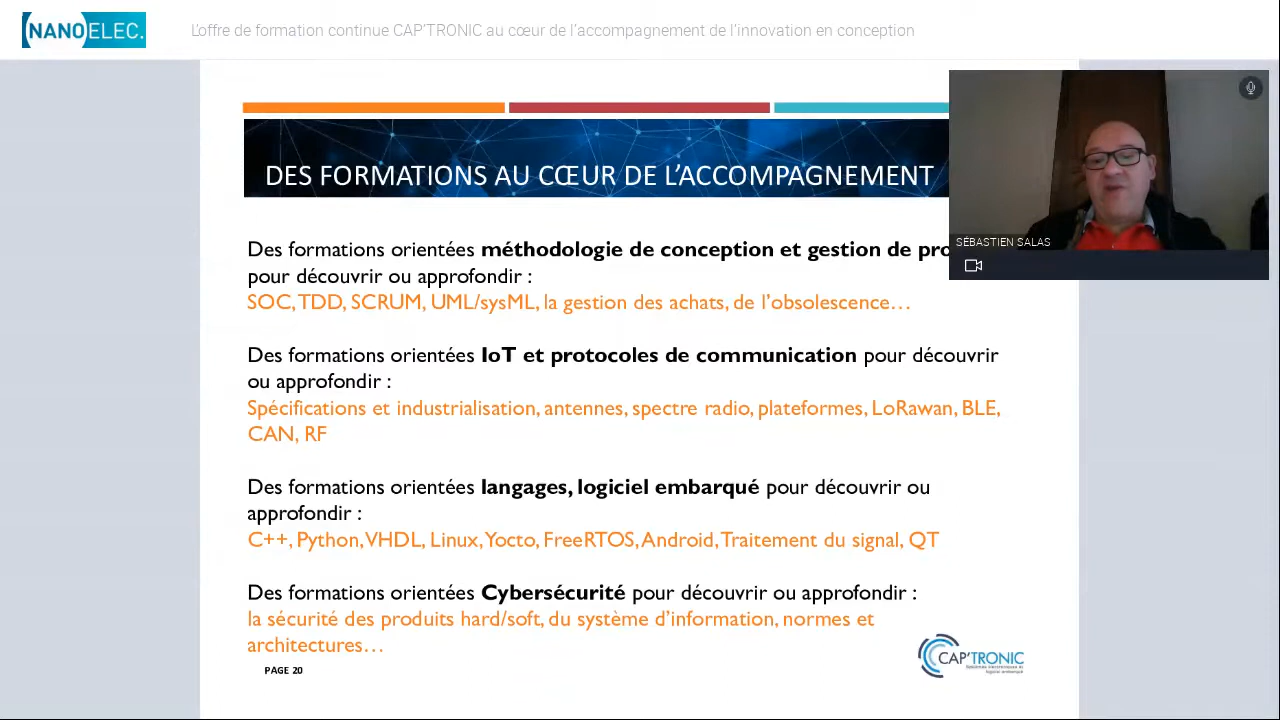 (NANOELEC.
L'offre de formation continue CAP'TRONIC au cœur de l'accompagnement de l'innovation en conception
DES FORMATIONS AU CŒUR DE L'ACCOMPAGNEMENT
SÉBASTIEN SALAS
Des formations orientées méthodologie de conception et gestion de pro
pour découvrir ou approfondir :
SOC, TDD, SCRUM, UML/sysML, la gestion des achats, de l'obsolescence…
Des formations orientées IoT et protocoles de communication pour découvrir
ou approfondir :
Spécifications et industrialisation, antennes, spectre radio, plateformes, LoRawan, BLE,
CAN, RF
Des formations orientées langages, logiciel embarqué pour découvrir ou
approfondir :
C++, Python, VHDL, Linux, Yocto, FreeRTOS, Android, Traitement du signal, QT
Des formations orientées Cybersécurité pour découvrir ou approfondir :
la sécurité des produits hard/soft, du système d'information, normes et
architectures…
PAGE 20
CAP'TRONIC